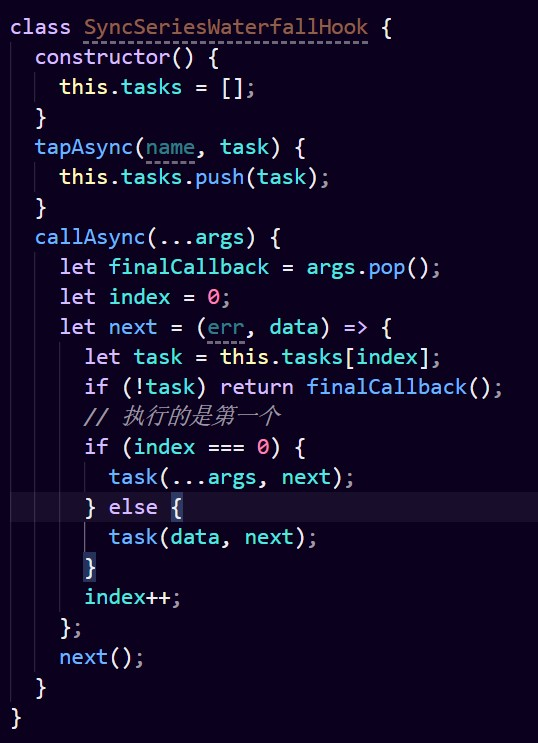 class SyncSeriesWaterfallHook {
  constructor() {
    this.tasks = [];
  }
  tapAsync(name, task) {
    this.tasks.push(task);
  }
  callAsync(...args) {
    let finalCallback = args.pop();
    let index = 0;
    let next = (err, data) => {
      let task = this.tasks[index];
      if (!task) return finalCallback();
      // 执行的是第一个
      if (index === 0) {
        task(...args, next);
      } else {
        task(data, next);
      }
      index++;
    };
    next();
  }
}